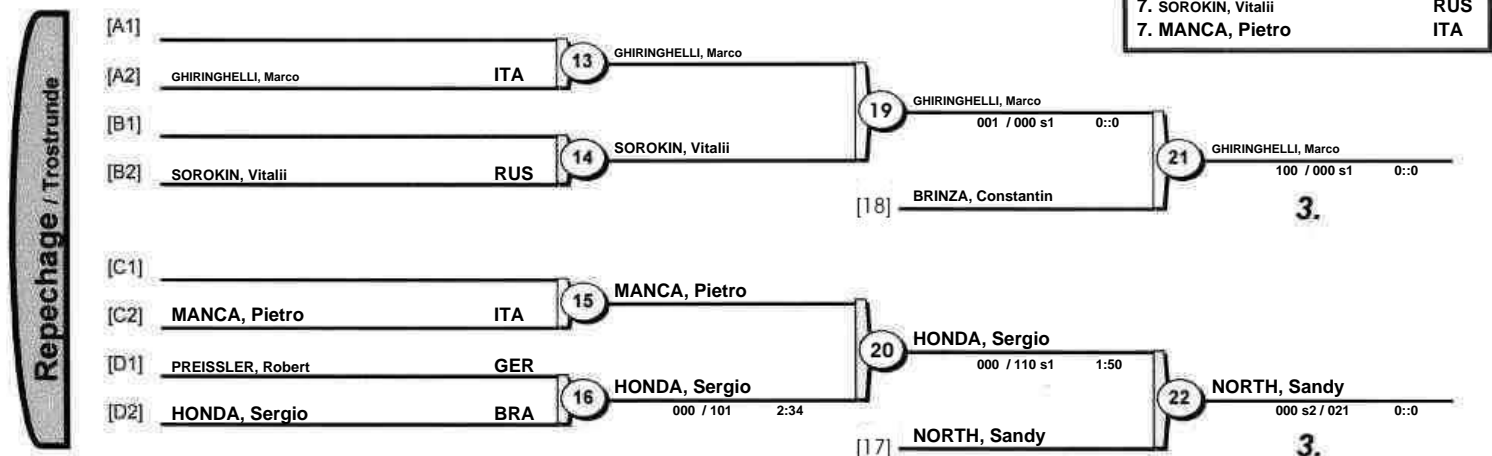 7. SOROKIN, Vitalii RUS
7. MANCA, Pietro ITA
Repechage / Trostrunde
[A1]
[A2] GHIRINGHELLI, Marco ITA
13 GHIRINGHELLI, Marco
[B1]
[B2] SOROKIN, Vitalii RUS
14 SOROKIN, Vitalii
19 GHIRINGHELLI, Marco
001 / 000 s1 0::0
[18] BRINZA, Constantin
21 GHIRINGHELLI, Marco
100 / 000 s1 0::0
3.
[C1]
[C2] MANCA, Pietro ITA
15 MANCA, Pietro
[D1] PREISSLER, Robert GER
[D2] HONDA, Sergio BRA
16 HONDA, Sergio
000 / 101 2:34
20 HONDA, Sergio
000 / 110 s1 1:50
[17] NORTH, Sandy
22 NORTH, Sandy
000 s2 / 021 0::0
3.